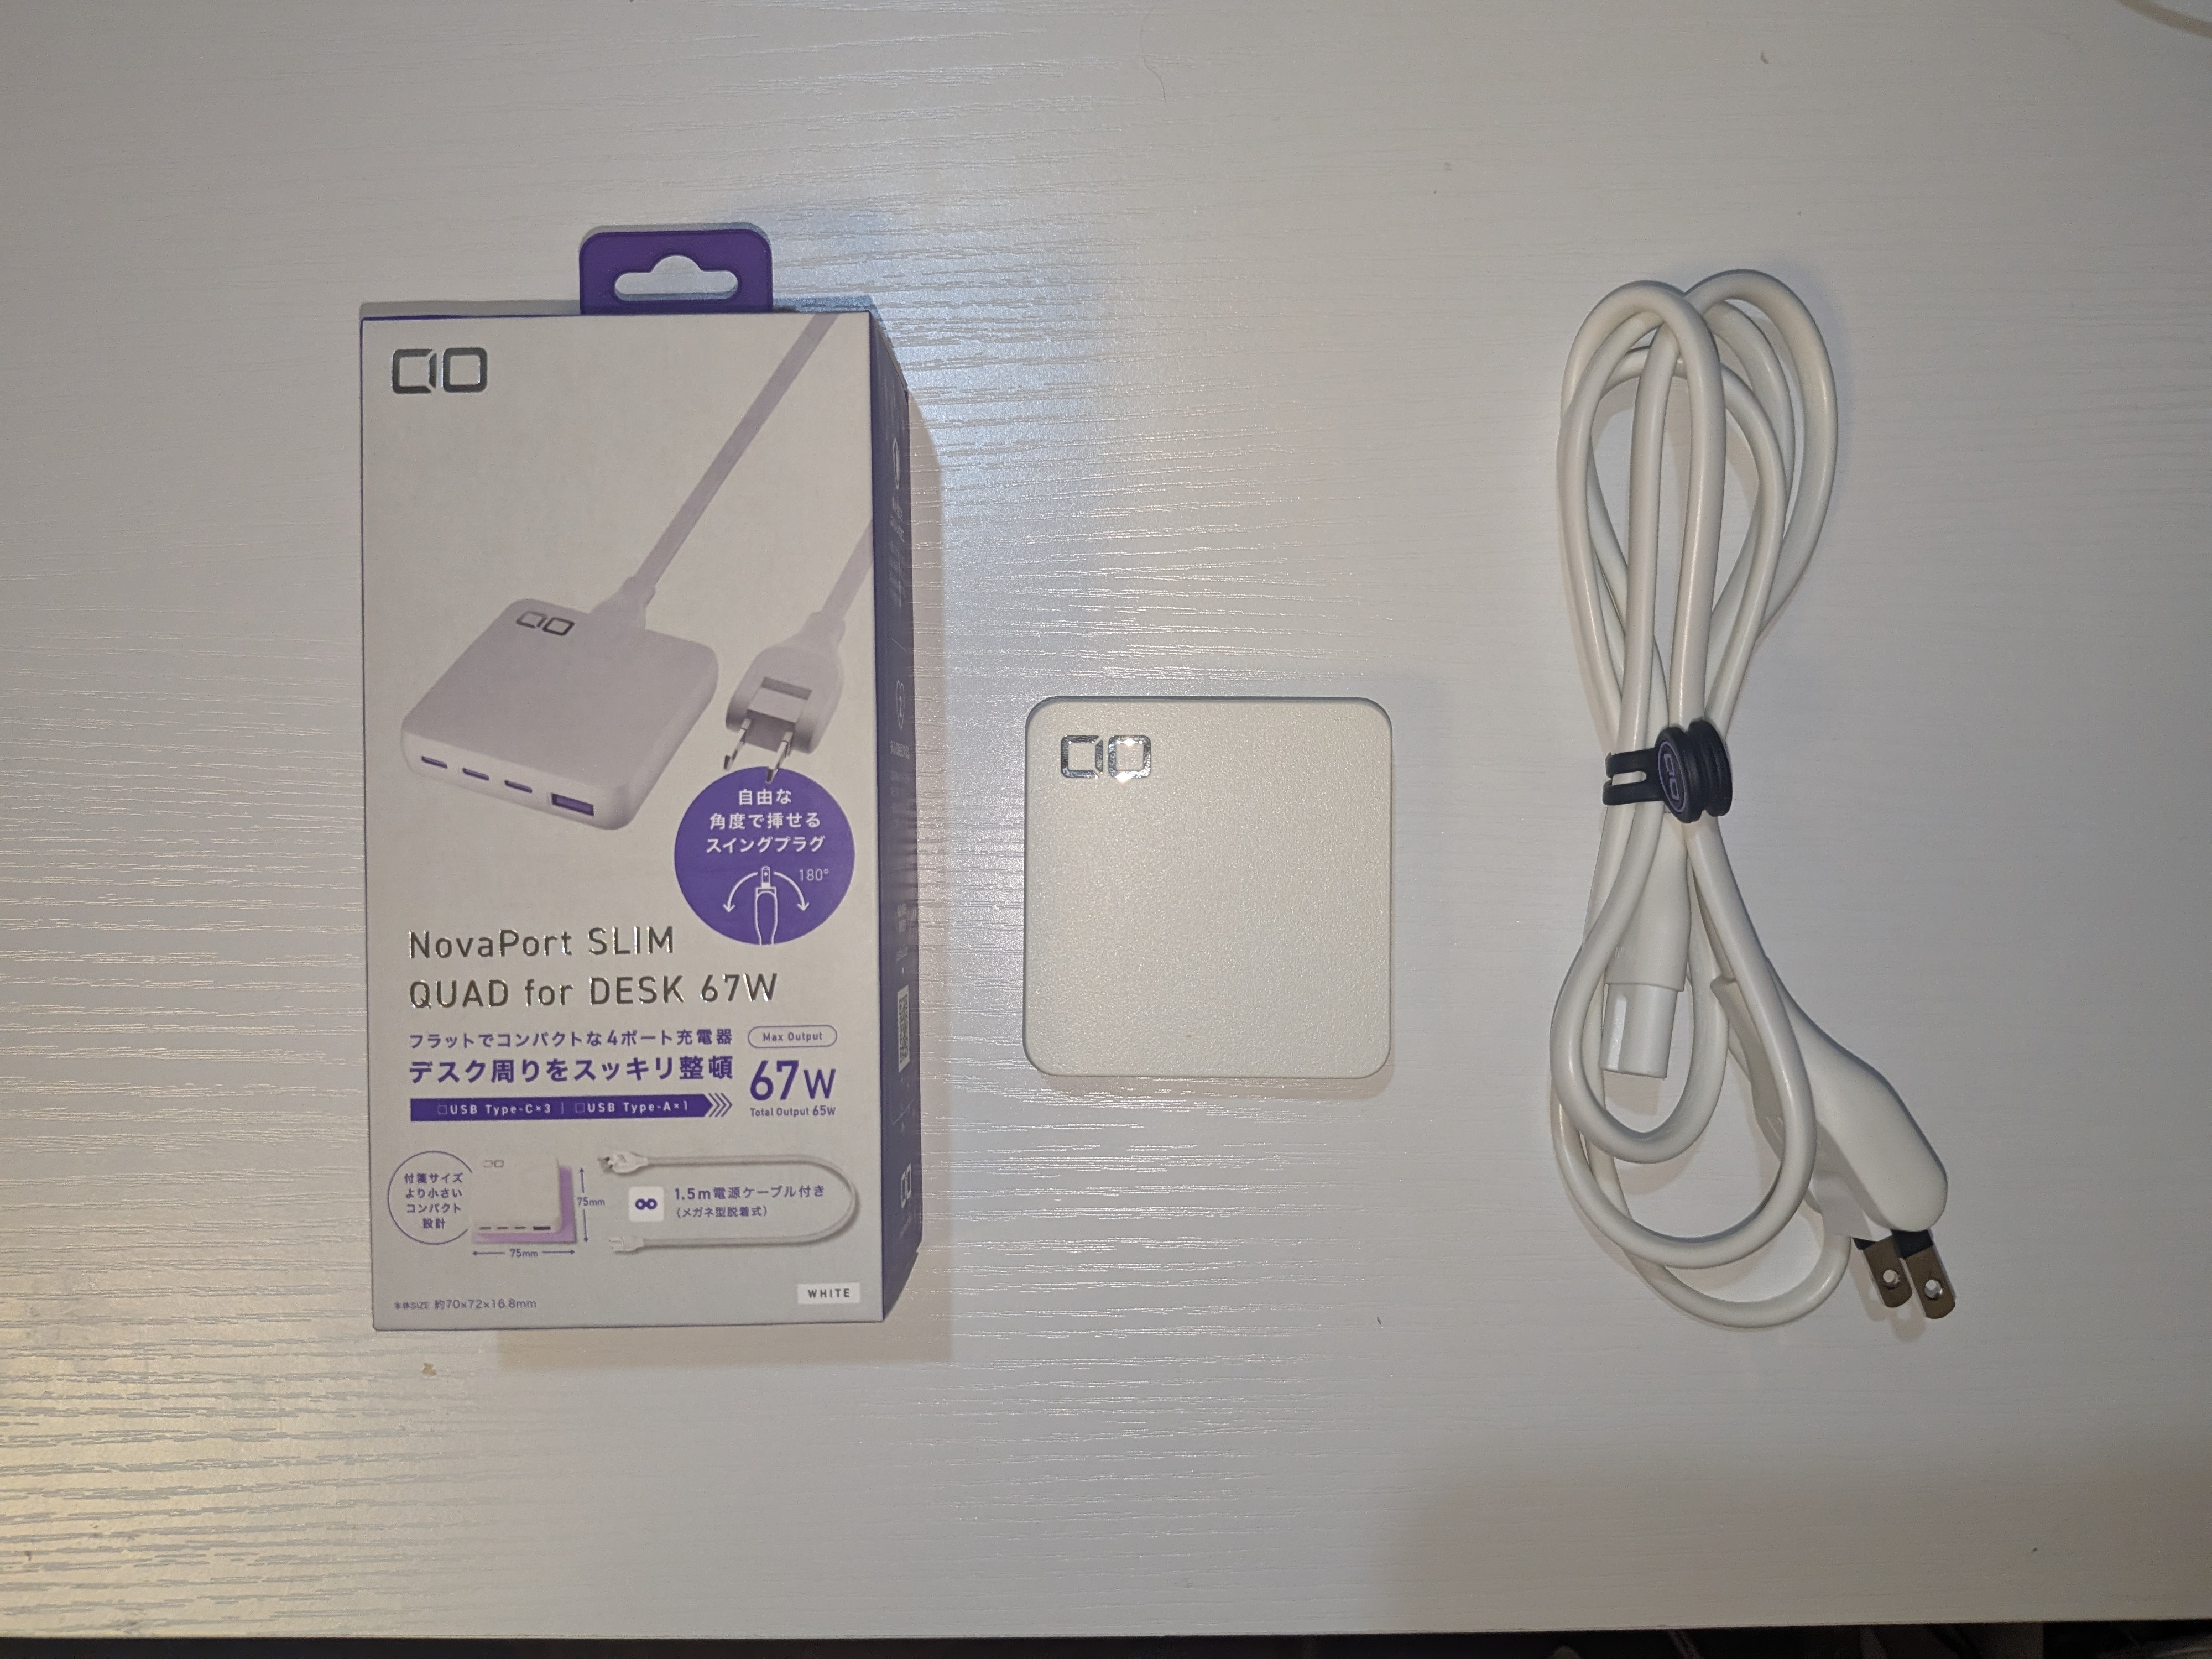 CIO
CIO
自由な
角度で挿せる
スイングプラグ
180°
NovaPort SLIM
QUAD for DESK 67W
フラットでコンパクトな4ポート充電器
デスク周りをスッキリ整頓
USB Type-C×3 | USB Type-A×1
Max Output
67W
Total Output 65W
付箋サイズ
より小さい
コンパクト
設計
CIO
75mm
75mm
1.5m電源ケーブル付き
(メガネ型脱着式)
WHITE
本体SIZE 約70×72×16.8mm
CIO
CIO
CIO